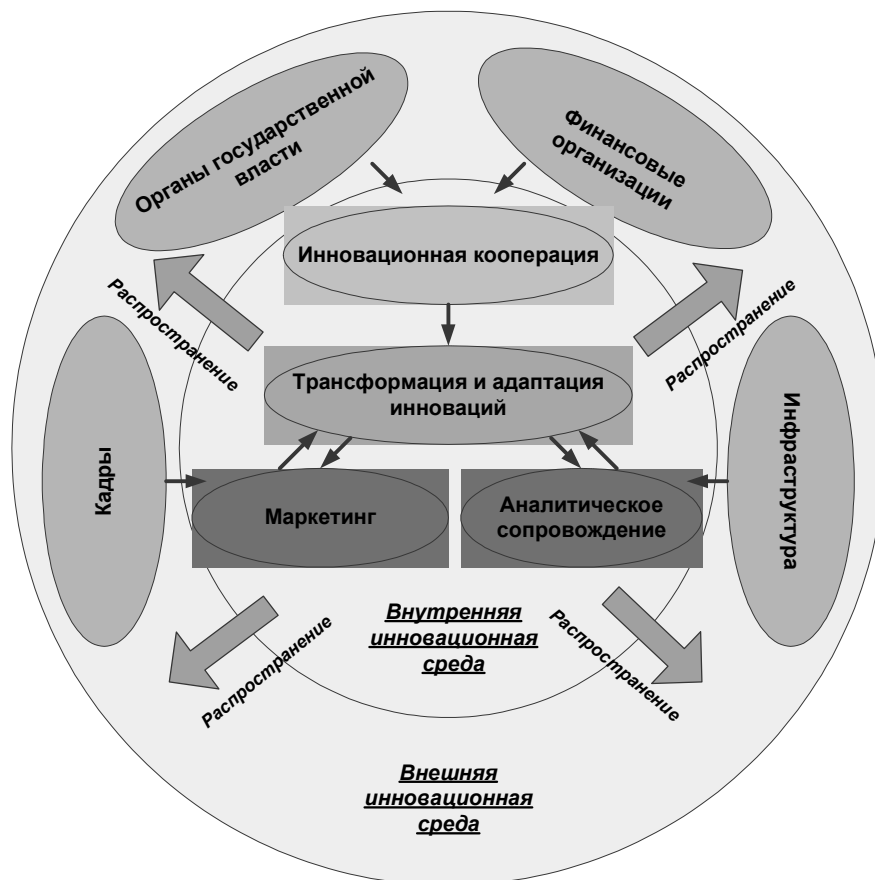 Органы государственной
власти
Финансовые
организации
Инновационная кооперация
Распространение
Распространение
Трансформация и адаптация
инноваций
Кадры
Инфраструктура
Маркетинг
Аналитическое
сопровождение
Внутренняя
инновационная
среда
Распространение
Распространение
Внешняя
инновационная
среда